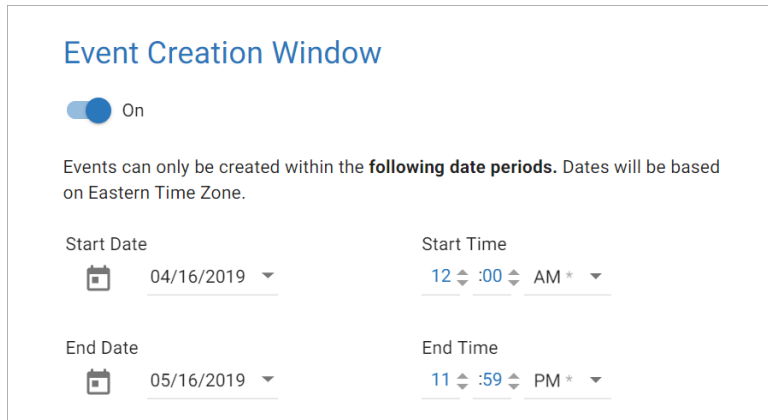 Event Creation Window
On
Events can only be created within the following date periods. Dates will be based
on Eastern Time Zone.
Start Date
Start Time
04/16/2019
12 :00 AM *
End Date
End Time
05/16/2019
11 :59 PM *